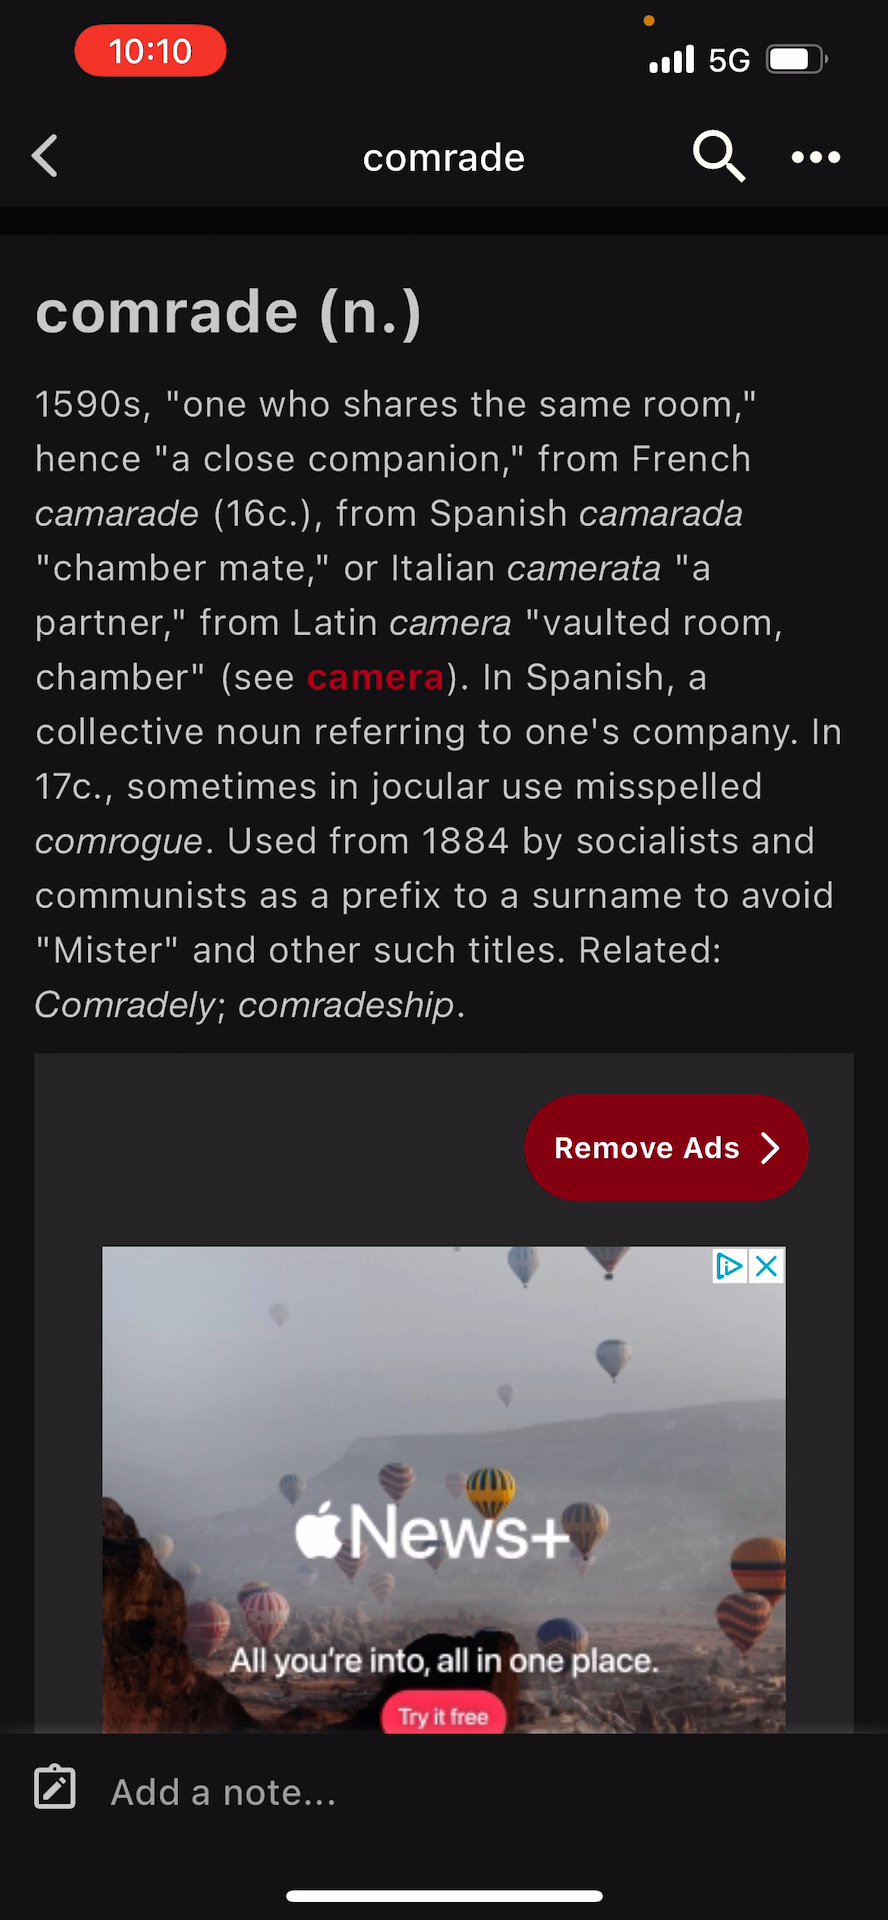 10:10
5G
comrade
comrade (n.)
1590s, "one who shares the same room,"
hence "a close companion," from French
camarade (16c.), from Spanish camarada
"chamber mate," or Italian camerata "a
partner," from Latin camera "vaulted room,
chamber" (see camera). In Spanish, a
collective noun referring to one's company. In
17c., sometimes in jocular use misspelled
comrogue. Used from 1884 by socialists and
communists as a prefix to a surname to avoid
"Mister" and other such titles. Related:
Comradely; comradeship.
Remove Ads
News+
All you're into, all in one place.
Try it free
Add a note...